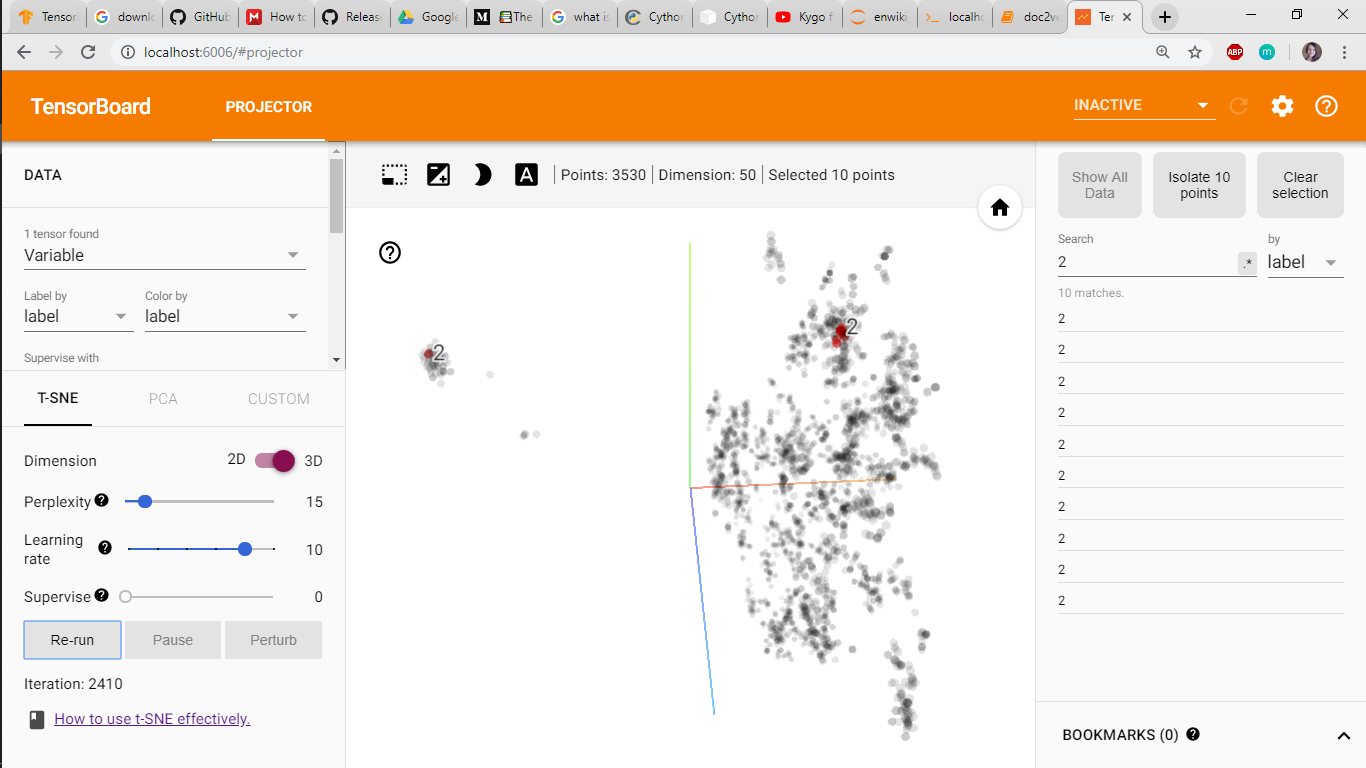 Tensor downlo GitHub How to Release Google The what is Cython Cython Kygo f enwiki localho doc2ve Ter
localhost:6006/#projector
TensorBoard PROJECTOR INACTIVE
DATA
1 tensor found
Variable
Label by Color by
label label
Supervise with
T-SNE PCA CUSTOM
Dimension 2D 3D
Perplexity 15
Learning rate 10
Supervise 0
Re-run Pause Perturb
Iteration: 2410
How to use t-SNE effectively.
A Points: 3530 Dimension: 50 Selected 10 points
2
2
Show All Data Isolate 10 points Clear selection
Search by
2 .* label
10 matches.
2
2
2
2
2
2
2
2
2
2
BOOKMARKS (0)